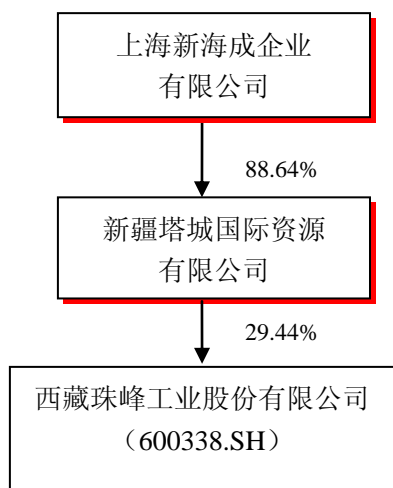 上海新海成企业
有限公司
88.64%
新疆塔城国际资源
有限公司
29.44%
西藏珠峰工业股份有限公司
（600338.SH）